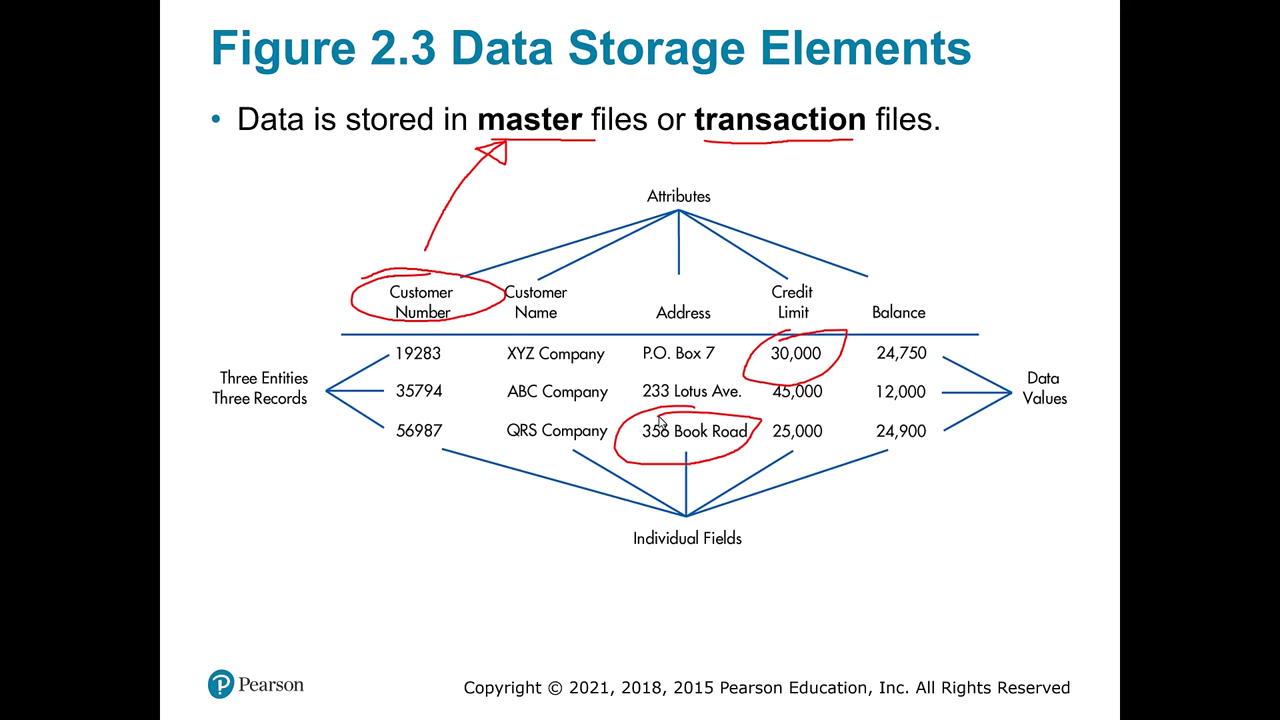 Figure 2.3 Data Storage Elements
• Data is stored in master files or transaction files.
Attributes
Customer Number
Customer Name
Address
Credit Limit
Balance
Three Entities
Three Records
19283 XYZ Company P.O. Box 7 30,000 24,750
35794 ABC Company 233 Lotus Ave. 45,000 12,000
56987 QRS Company 356 Book Road 25,000 24,900
Data
Values
Individual Fields
Pearson
Copyright © 2021, 2018, 2015 Pearson Education, Inc. All Rights Reserved